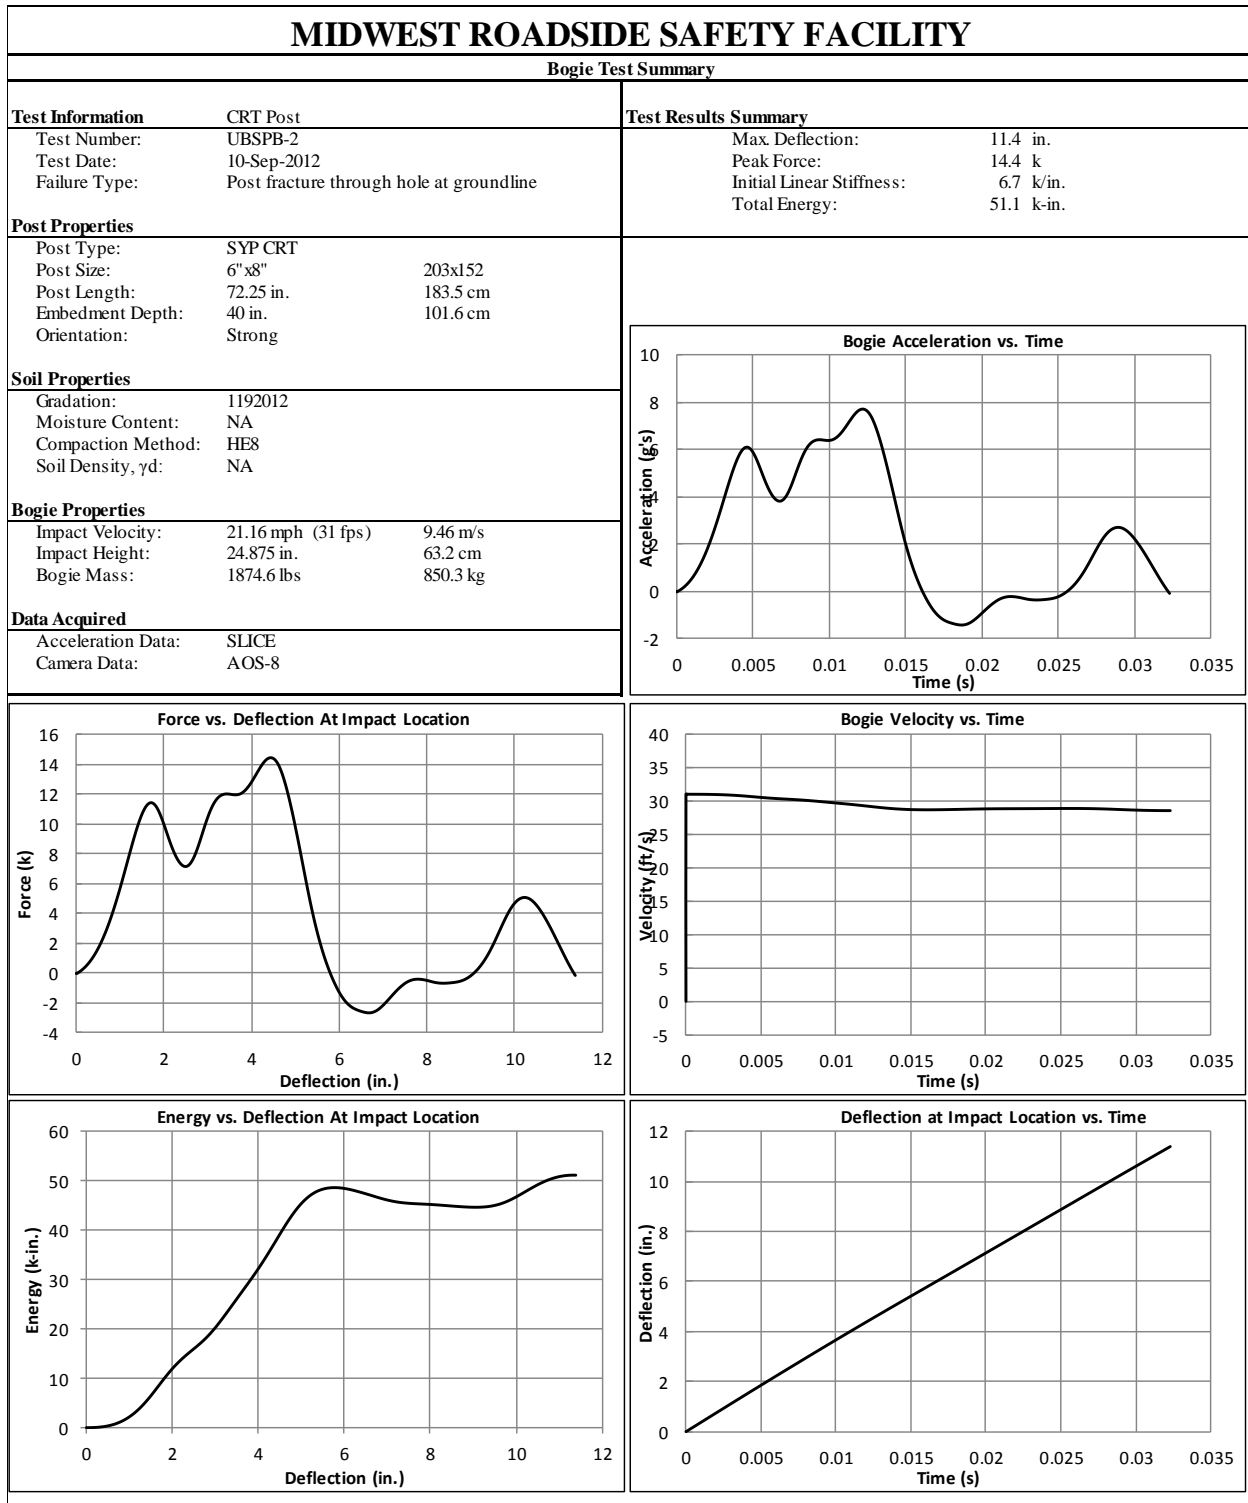 MIDWEST ROADSIDE SAFETY FACILITY
Bogie Test Summary
Test Information CRT Post
Test Number: UBSPB-2
Test Date: 10-Sep-2012
Failure Type: Post fracture through hole at groundline
Post Properties
Post Type: SYP CRT
Post Size: 6"x8" 203x152
Post Length: 72.25 in. 183.5 cm
Embedment Depth: 40 in. 101.6 cm
Orientation: Strong
Soil Properties
Gradation: 1192012
Moisture Content: NA
Compaction Method: HE8
Soil Density, γd: NA
Bogie Properties
Impact Velocity: 21.16 mph (31 fps) 9.46 m/s
Impact Height: 24.875 in. 63.2 cm
Bogie Mass: 1874.6 lbs 850.3 kg
Data Acquired
Acceleration Data: SLICE
Camera Data: AOS-8
Test Results Summary
Max. Deflection: 11.4 in.
Peak Force: 14.4 k
Initial Linear Stiffness: 6.7 k/in.
Total Energy: 51.1 k-in.
Bogie Acceleration vs. Time
Acceleration (g's)
10
8
6
4
2
0
-2
0 0.005 0.01 0.015 0.02 0.025 0.03 0.035
Time (s)
Force vs. Deflection At Impact Location
Force (k)
16
14
12
10
8
6
4
2
0
-2
-4
0 2 4 6 8 10 12
Deflection (in.)
Bogie Velocity vs. Time
Velocity (ft/s)
40
35
30
25
20
15
10
5
0
-5
0 0.005 0.01 0.015 0.02 0.025 0.03 0.035
Time (s)
Energy vs. Deflection At Impact Location
Energy (k-in.)
60
50
40
30
20
10
0
0 2 4 6 8 10 12
Deflection (in.)
Deflection at Impact Location vs. Time
Deflection (in.)
12
10
8
6
4
2
0
0 0.005 0.01 0.015 0.02 0.025 0.03 0.035
Time (s)